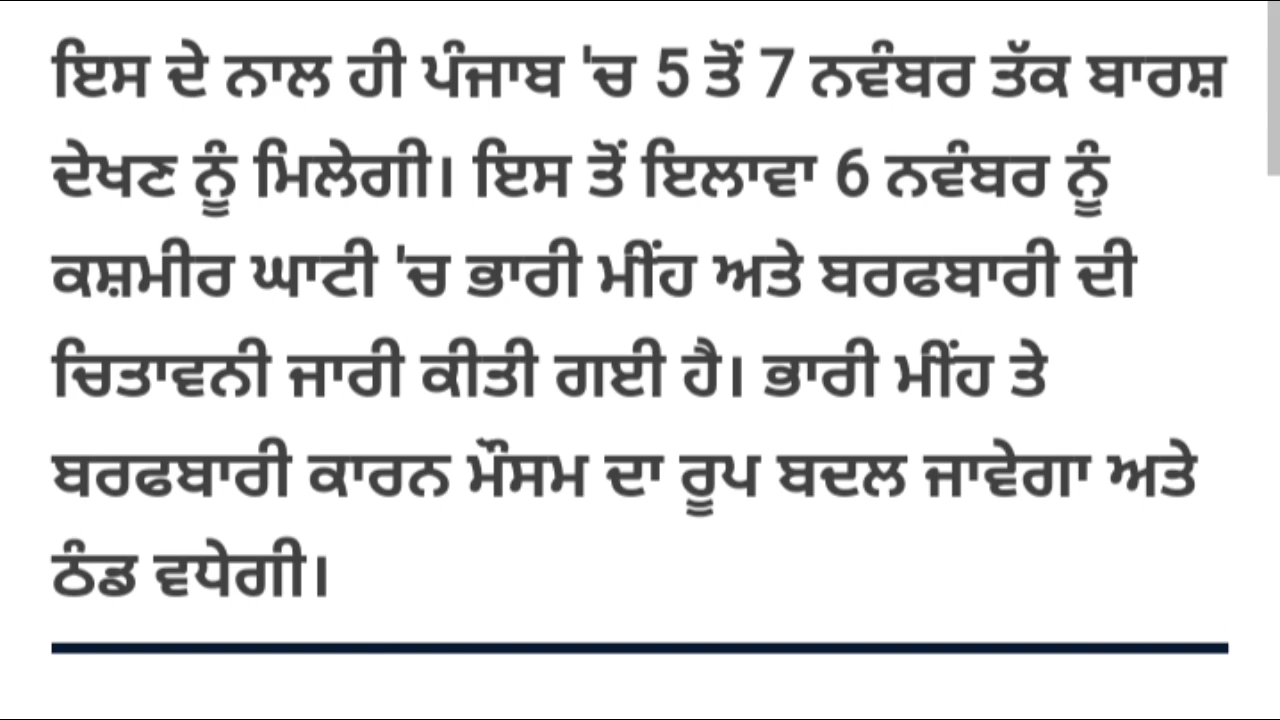 ਇਸ ਦੇ ਨਾਲ ਹੀ ਪੰਜਾਬ 'ਚ 5 ਤੋਂ 7 ਨਵੰਬਰ ਤੱਕ ਬਾਰਸ਼
ਦੇਖਣ ਨੂੰ ਮਿਲੇਗੀ। ਇਸ ਤੋਂ ਇਲਾਵਾ 6 ਨਵੰਬਰ ਨੂੰ
ਕਸ਼ਮੀਰ ਘਾਟੀ 'ਚ ਭਾਰੀ ਮੀਂਹ ਅਤੇ ਬਰਫਬਾਰੀ ਦੀ
ਚਿਤਾਵਨੀ ਜਾਰੀ ਕੀਤੀ ਗਈ ਹੈ। ਭਾਰੀ ਮੀਂਹ ਤੇ
ਬਰਫਬਾਰੀ ਕਾਰਨ ਮੌਸਮ ਦਾ ਰੂਪ ਬਦਲ ਜਾਵੇਗਾ ਅਤੇ
ਠੰਡ ਵਧੇਗੀ।